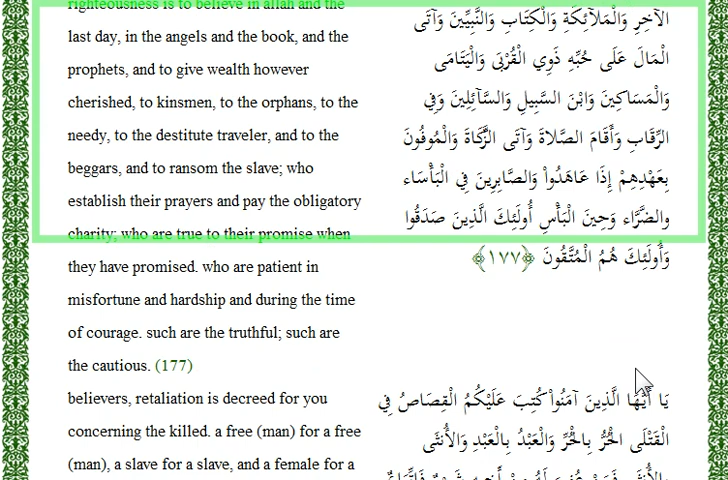 righteousness is to believe in allah and the
last day, in the angels and the book, and the
prophets, and to give wealth however
cherished, to kinsmen, to the orphans, to the
needy, to the destitute traveler, and to the
beggars, and to ransom the slave; who
establish their prayers and pay the obligatory
charity; who are true to their promise when
they have promised. who are patient in
misfortune and hardship and during the time
of courage. such are the truthful; such are
the cautious. (177)
believers, retaliation is decreed for you
concerning the killed. a free (man) for a free
(man), a slave for a slave, and a female for a
الآخِرِ وَالْمَلآئِكَةِ وَالْكِتَابِ وَالنَّبِيِّينَ وَآتَى
الْمَالَ عَلَى حُبِّهِ ذَوِي الْقُرْبَى وَالْيَتَامَى
وَالْمَسَاكِينَ وَابْنَ السَّبِيلِ وَالسَّآئِلِينَ وَفِي
الرِّقَابِ وَأَقَامَ الصَّلاةَ وَآتَى الزَّكَاةَ وَالْمُوفُونَ
بِعَهْدِهِمْ إِذَا عَاهَدُواْ وَالصَّابِرِينَ فِي الْبَأْسَاء
والضَّرَّاء وَحِينَ الْبَأْسِ أُولَئِكَ الَّذِينَ صَدَقُوا
وَأُولَئِكَ هُمُ الْمُتَّقُونَ ﴿١٧٧﴾
يَا أَيُّهَا الَّذِينَ آمَنُواْ كُتِبَ عَلَيْكُمُ الْقِصَاصُ فِي
الْقَتْلَى الْحُرُّ بِالْحُرِّ وَالْعَبْدُ بِالْعَبْدِ وَالأُنثَى